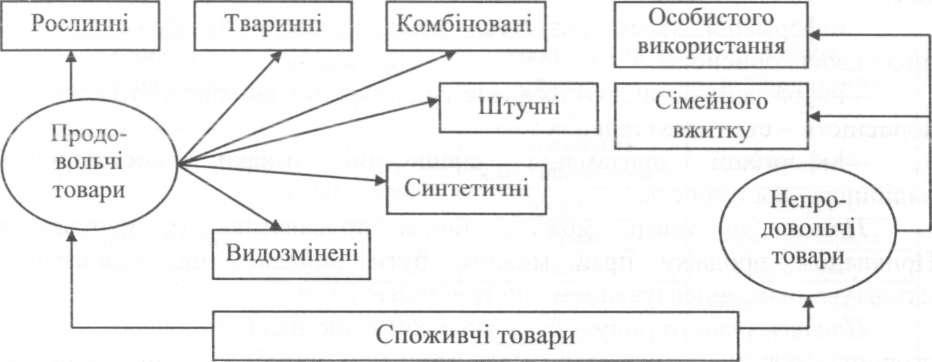 Рослинні
Тваринні
Комбіновані
Особистого
використання
Штучні
Сімейного
вжитку
Продо-
вольчі
товари
Синтетичні
Непро-
довольчі
товари
Видозмінені
Споживчі товари